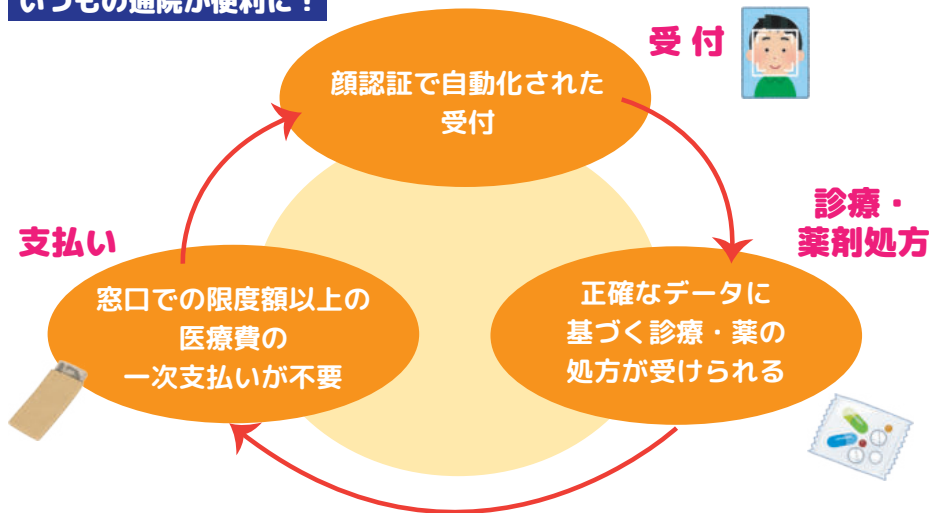 いつもの通院が便利に！
受付
顔認証で自動化された
受付
診療・
薬剤処方
正確なデータに
基づく診療・薬の
処方が受けられる
支払い
窓口での限度額以上の
医療費の
一次支払いが不要